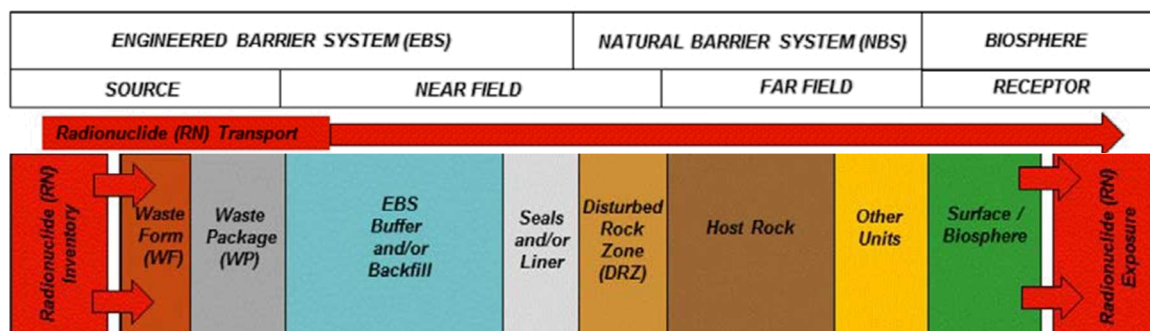 ENGINEERED BARRIER SYSTEM (EBS)
NATURAL BARRIER SYSTEM (NBS)
BIOSPHERE
SOURCE
NEAR FIELD
FAR FIELD
RECEPTOR
Radionuclide (RN) Transport
Radionuclide (RN)
Inventory
Waste
Form
(WF)
Waste
Package
(WP)
EBS
Buffer
and/or
Backfill
Seals
and/or
Liner
Disturbed
Rock
Zone
(DRZ)
Host Rock
Other
Units
Surface /
Biosphere
Radionuclide (RN)
Exposure